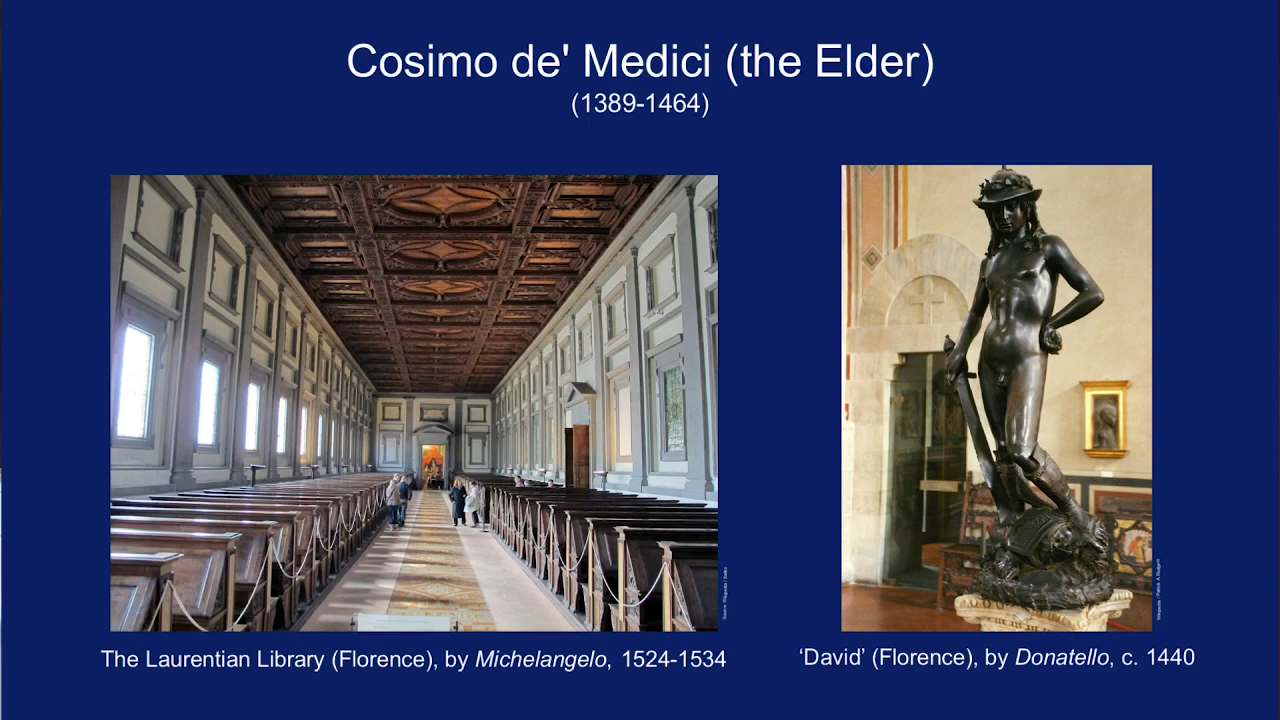 Cosimo de' Medici (the Elder)
(1389-1464)
The Laurentian Library (Florence), by Michelangelo, 1524-1534
‘David’ (Florence), by Donatello, c. 1440